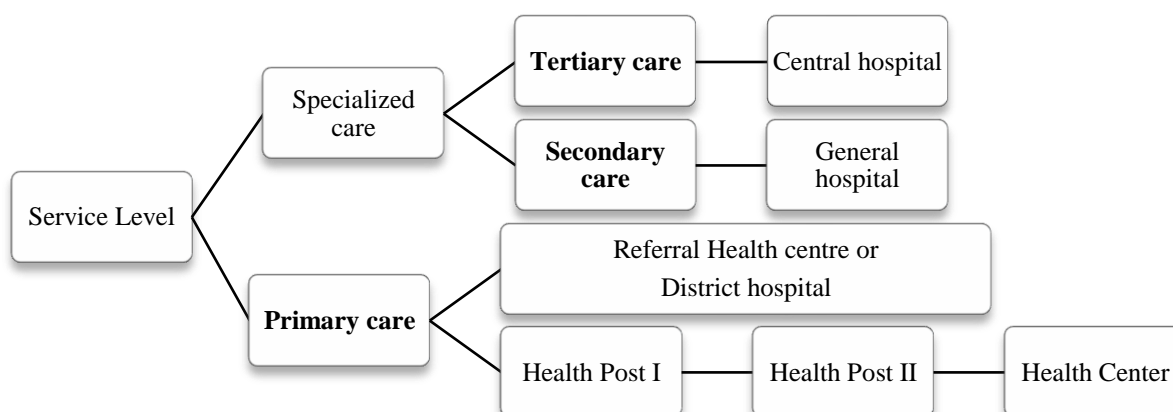 Service Level
Specialized
care
Tertiary care
Central hospital
Secondary
care
General
hospital
Primary care
Referral Health centre or
District hospital
Health Post I
Health Post II
Health Center